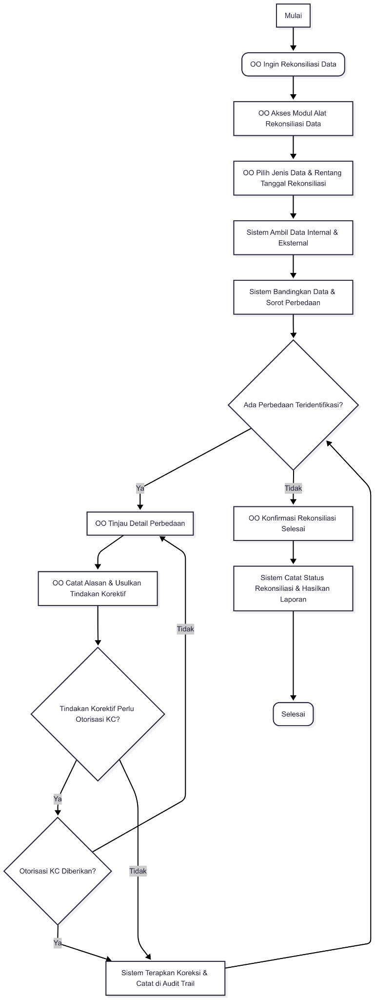 Mulai
OO Ingin Rekonsiliasi Data
OO Akses Modul Alat
Rekonsiliasi Data
OO Pilih Jenis Data & Rentang
Tanggal Rekonsiliasi
Sistem Ambil Data Internal &
Eksternal
Sistem Bandingkan Data &
Sorot Perbedaan
Ada Perbedaan Teridentifikasi?
Ya
Tidak
OO Tinjau Detail Perbedaan
OO Konfirmasi Rekonsiliasi
Selesai
OO Catat Alasan & Usulkan
Tindakan Korektif
Sistem Catat Status
Rekonsiliasi & Hasilkan
Laporan
Tidak
Tindakan Korektif Perlu
Otorisasi KC?
Selesai
Ya
Otorisasi KC Diberikan?
Tidak
Ya
Sistem Terapkan Koreksi &
Catat di Audit Trail